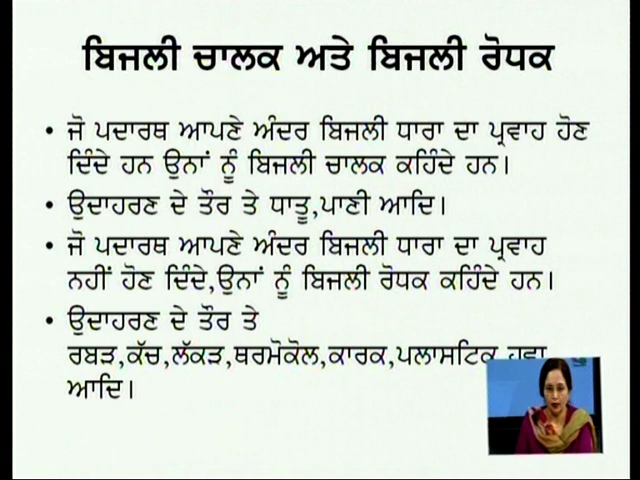 ਬਿਜਲੀ ਚਾਲਕ ਅਤੇ ਬਿਜਲੀ ਰੋਧਕ
• ਜੋ ਪਦਾਰਥ ਆਪਣੇ ਅੰਦਰ ਬਿਜਲੀ ਧਾਰਾ ਦਾ ਪ੍ਰਵਾਹ ਹੋਣ
ਦਿੰਦੇ ਹਨ ਉਨਾਂ ਨੂੰ ਬਿਜਲੀ ਚਾਲਕ ਕਹਿੰਦੇ ਹਨ।
• ਉਦਾਹਰਣ ਦੇ ਤੌਰ ਤੇ ਧਾਤੂ,ਪਾਣੀ ਆਦਿ।
• ਜੋ ਪਦਾਰਥ ਆਪਣੇ ਅੰਦਰ ਬਿਜਲੀ ਧਾਰਾ ਦਾ ਪ੍ਰਵਾਹ
ਨਹੀਂ ਹੋਣ ਦਿੰਦੇ,ਉਨਾਂ ਨੂੰ ਬਿਜਲੀ ਰੋਧਕ ਕਹਿੰਦੇ ਹਨ।
• ਉਦਾਹਰਣ ਦੇ ਤੌਰ ਤੇ
ਰਬੜ,ਕੱਚ,ਲੱਕੜ,ਥਰਮੋਕੋਲ,ਕਾਰਕ,ਪਲਾਸਟਿਕ ਹਵਾ
ਆਦਿ।